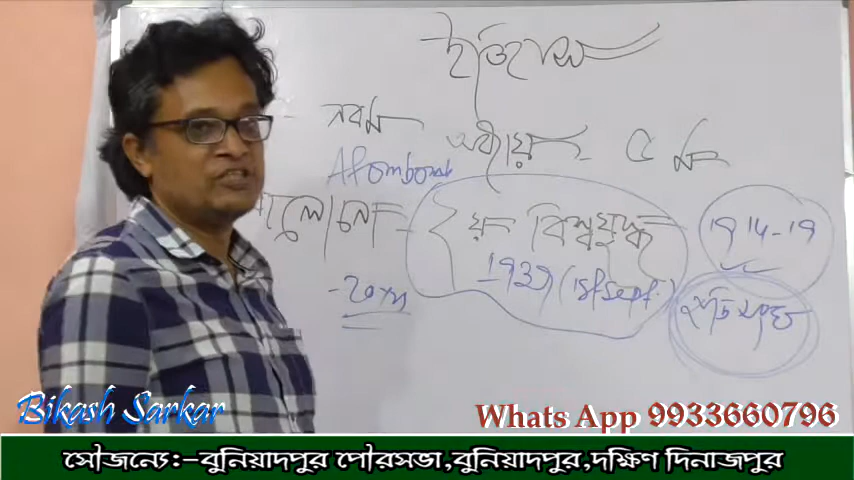 ইতিহাস
নবম
অধ্যায় - ৫ ম
Atombomb
২য় বিশ্বযুদ্ধ
1914-19
1939 (1st Sept.)
Bikash Sarkar
Whats App 9933660796
সৌজন্যে:-বুনিয়াদপুর পৌরসভা,বুনিয়াদপুর,দক্ষিণ দিনাজপুর